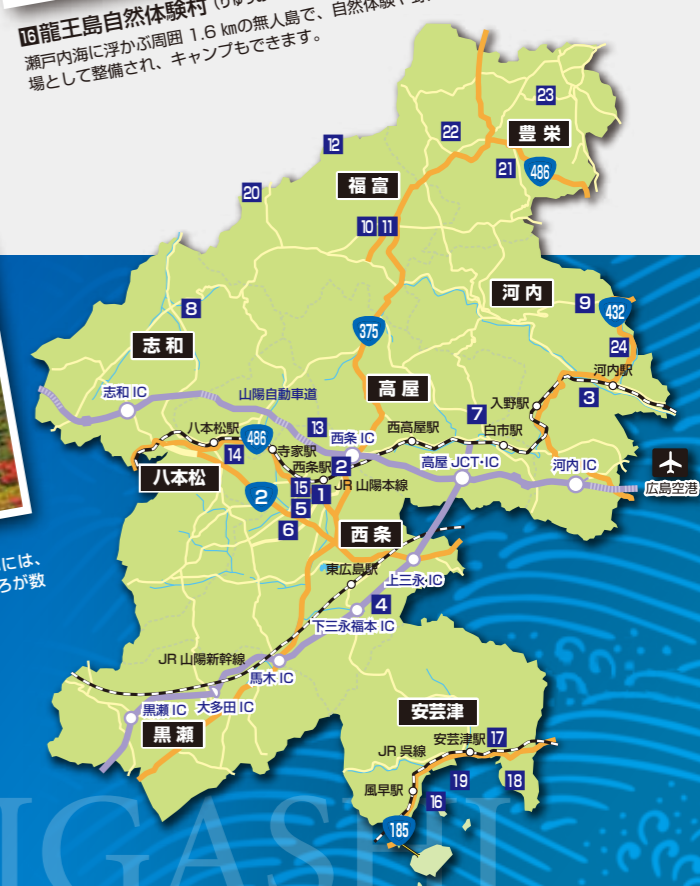 16龍王島自然体験村
瀬戸内海に浮かぶ周囲 1.6 kmの無人島で、自然体験や
場として整備され、キャンプもできます。
23
豊栄
22
12
21
486
福富
20
10 11
河内
9
432
8
375
24
志和
河内駅
高屋
志和 IC
山陽自動車道
入野駅
3
7
八本松駅
486
13
西条 IC
西高屋駅
白市駅
寺家駅
14
西条駅
2
高屋 JCT・IC
河内 IC
八本松
15
1
JR 山陽本線
広島空港
2
5
6
西条
には、
ろが数
東広島駅
上三永 IC
4
下三永福本 IC
JR 山陽新幹線
馬木 IC
黒瀬 IC
大多田 IC
安芸津
黒瀬
安芸津駅
17
JR 呉線
19
18
風早駅
16
185
IGASHI